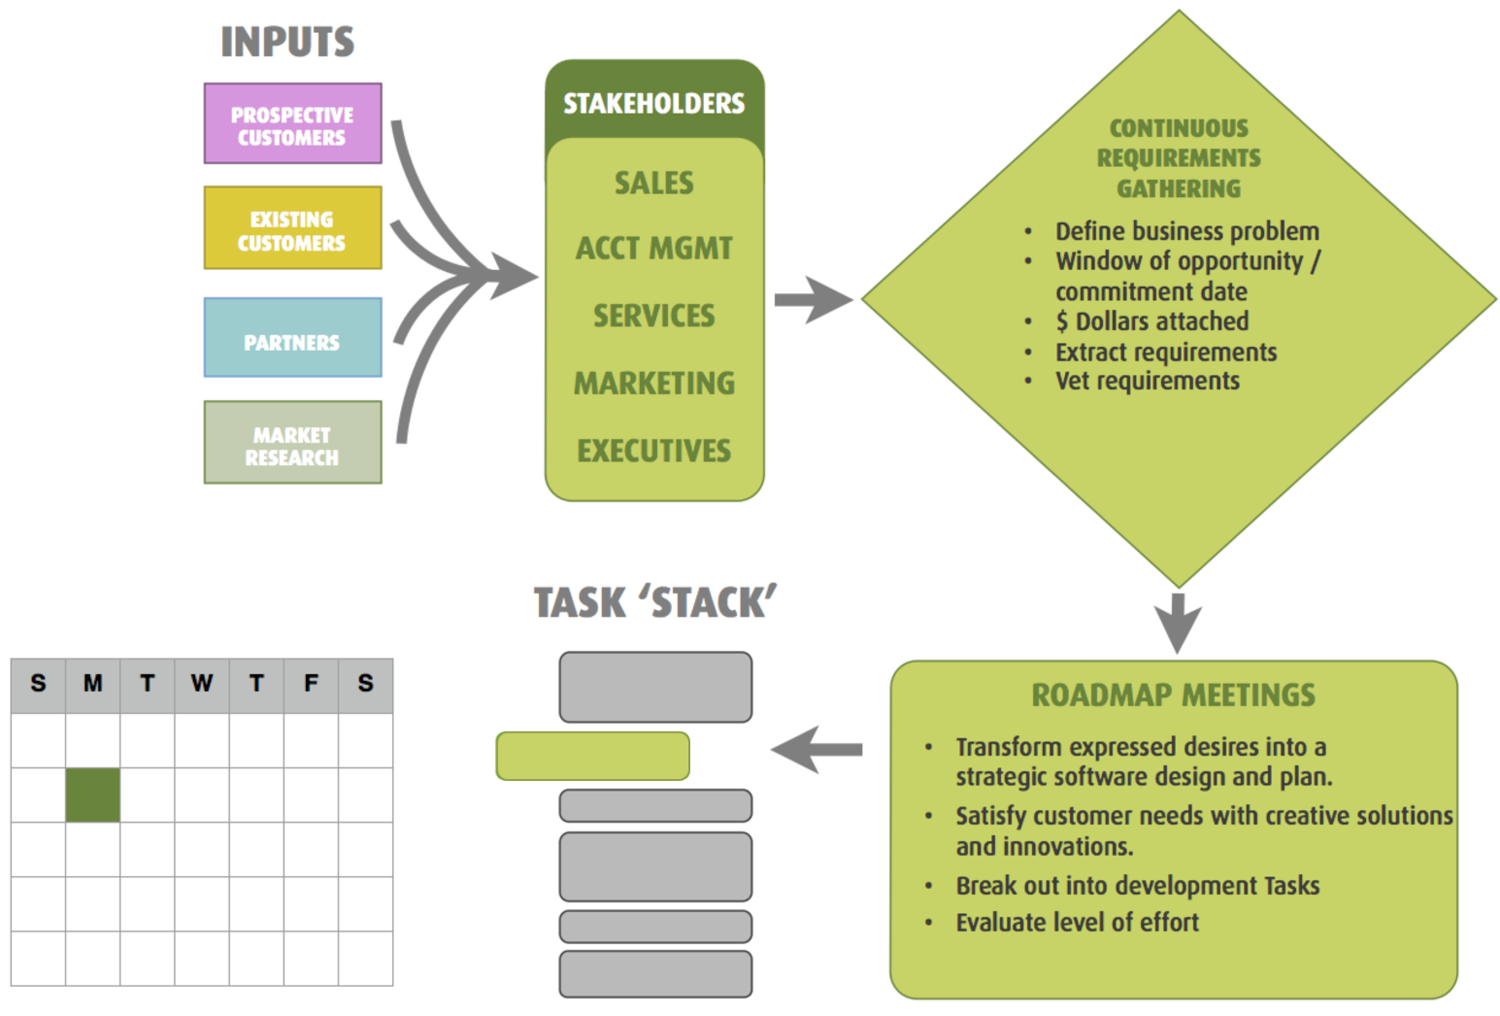 INPUTS
PROSPECTIVE
CUSTOMERS
EXISTING
CUSTOMERS
PARTNERS
MARKET
RESEARCH
STAKEHOLDERS
SALES
ACCT MGMT
SERVICES
MARKETING
EXECUTIVES
CONTINUOUS
REQUIREMENTS
GATHERING
• Define business problem
• Window of opportunity /
commitment date
• $ Dollars attached
• Extract requirements
• Vet requirements
ROADMAP MEETINGS
• Transform expressed desires into a
strategic software design and plan.
• Satisfy customer needs with creative solutions
and innovations.
• Break out into development Tasks
• Evaluate level of effort
TASK ‘STACK’
S M T W T F S